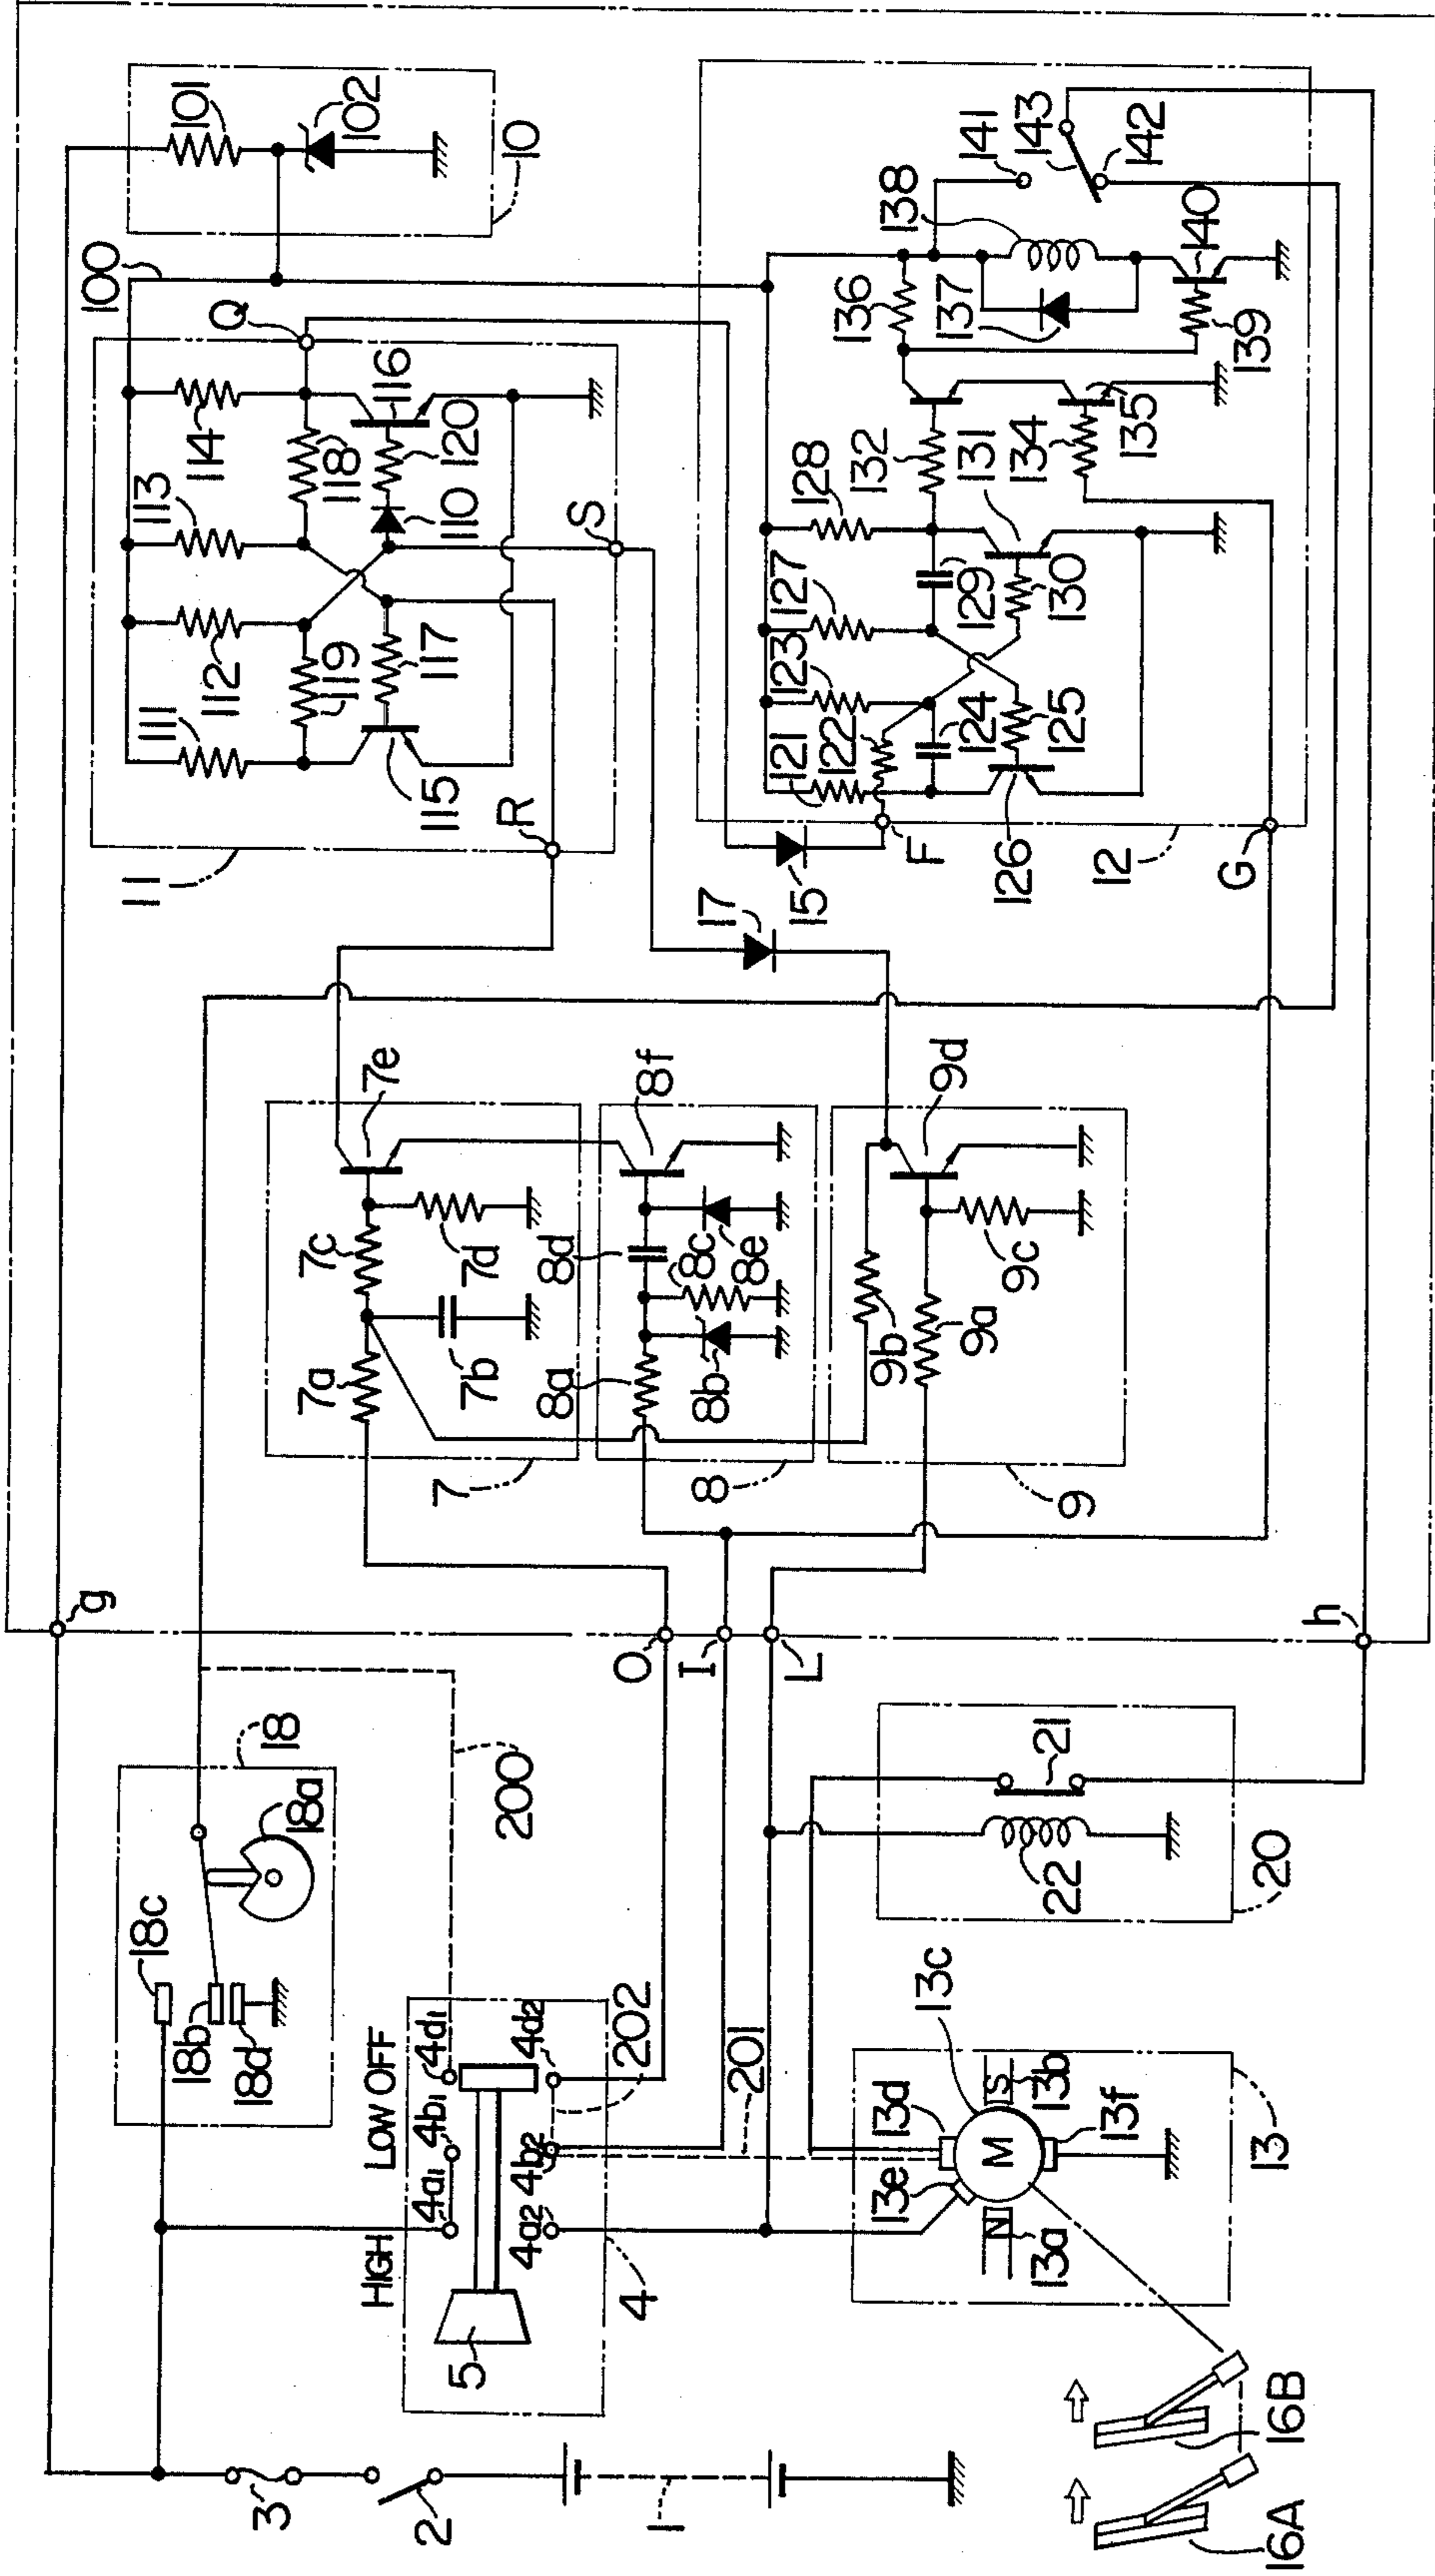 101
102
10
100
Q
114
116
118
120
113
110
S
112
119
117
111
115
R
11
138
141
143
142
136
137
140
139
128
132
131
134
135
127
129
130
123
124
125
121
122
126
F
12
G
15
17
7e
8f
9d
7c
7d
8d
8c
8e
9c
7a
7b
8a
8b
9b
9a
7
8
9
g
O
I
L
h
18
18a
18c
18b
18d
200
21
22
20
LOW OFF
HIGH
4d1
4d2
4b1
4b2
4a1
4a2
202
201
5
4
13c
13d
13b
S
13e
M
13f
N
13a
13
3
2
1
16A
16B